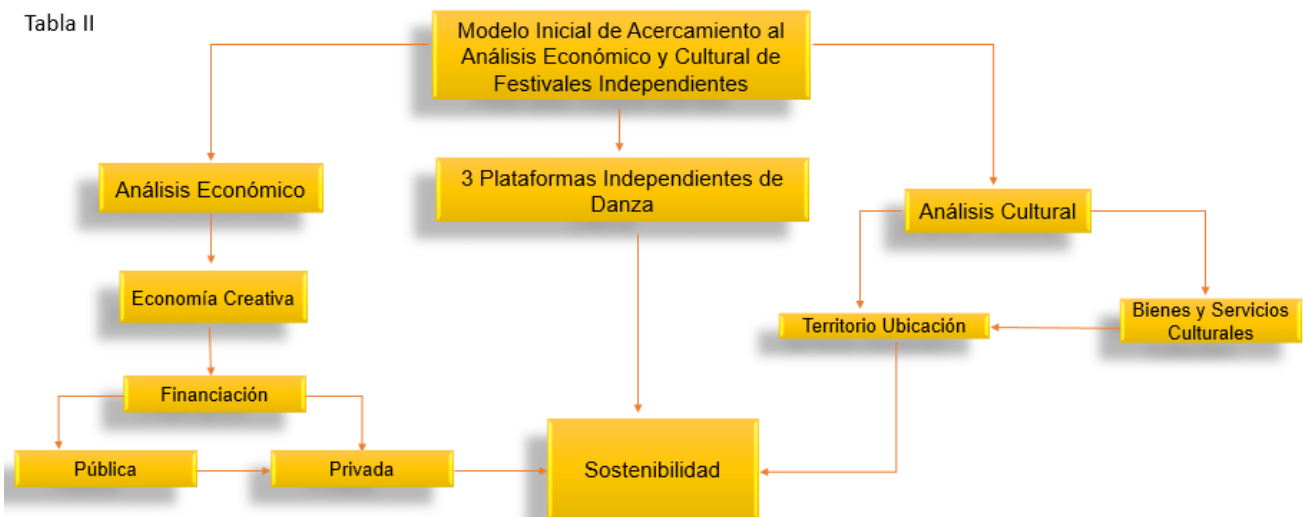 Tabla II
Modelo Inicial de Acercamiento al
Análisis Económico y Cultural de
Festivales Independientes
Análisis Económico
3 Plataformas Independientes de
Danza
Análisis Cultural
Economía Creativa
Territorio Ubicación
Bienes y Servicios
Culturales
Financiación
Pública
Privada
Sostenibilidad